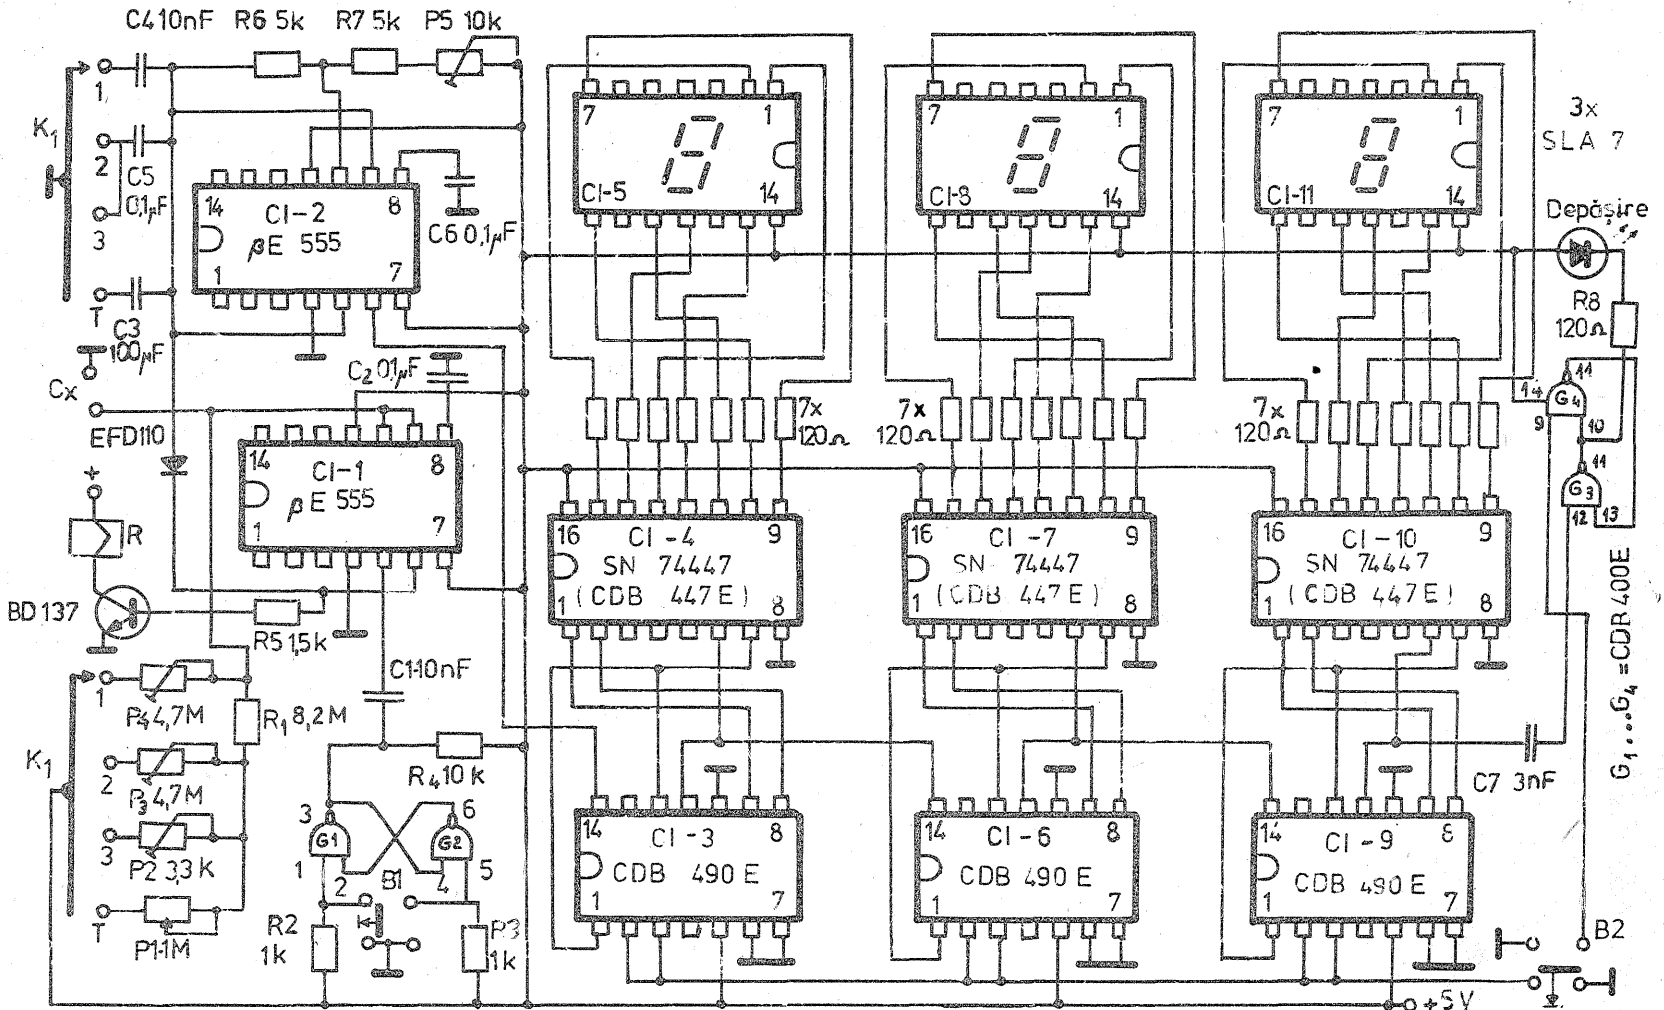 C4 10nF R6 5k R7 5k P5 10k
K1
1
2
3
T
C5
0,1µF
C3
100µF
14 CI-2 8
βE 555
1 7
C6 0,1µF
7 1
CI-5 14
7 1
CI-8 14
7 1
CI-11 14
3x
SLA 7
Depășire
R8
120Ω
Cx
C2 0,1µF
EFD110
14 CI-1 8
βE 555
1 7
+
R
BD 137
R5 1,5k
7x
120Ω
7x
120Ω
7x
120Ω
11
14 G4
9 10
11
G3
12 13
16 CI-4 9
SN 74447
(CDB 447E)
1 8
16 CI-7 9
SN 74447
(CDB 447E)
1 8
16 CI-10 9
SN 74447
(CDB 447E)
1 8
G1...G4 = CDB400E
K1
1
P4 4,7M
R1 8,2M
2
P3 4,7M
3
P2 3,3K
T
P1 1M
C1 10nF
R4 10k
3 6
G1 G2
1 2 B1 4 5
R2
1k
R3
1k
14 CI-3 8
CDB 490E
1 7
14 CI-6 8
CDB 490E
1 7
14 CI-9 8
CDB 490E
1 7
C7 3nF
B2
+5V